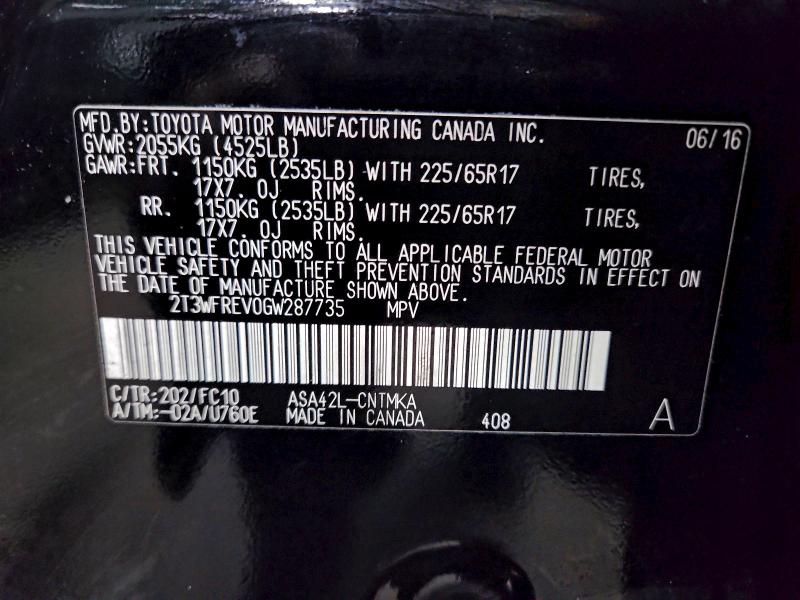 MFD.BY:TOYOTA MOTOR MANUFACTURING CANADA INC. 06/16
GVWR:2055KG (4525LB)
GAWR:FRT. 1150KG (2535LB) WITH 225/65R17 TIRES,
17X7.0J RIMS.
RR. 1150KG (2535LB) WITH 225/65R17 TIRES,
17X7.0J RIMS.
THIS VEHICLE CONFORMS TO ALL APPLICABLE FEDERAL MOTOR
VEHICLE SAFETY AND THEFT PREVENTION STANDARDS IN EFFECT ON
THE DATE OF MANUFACTURE SHOWN ABOVE.
2T3WFREV0GW287735 MPV
C/TR:202/FC10 ASA42L-CNTMKA
A/TM:-02A/U760E MADE IN CANADA 408 A